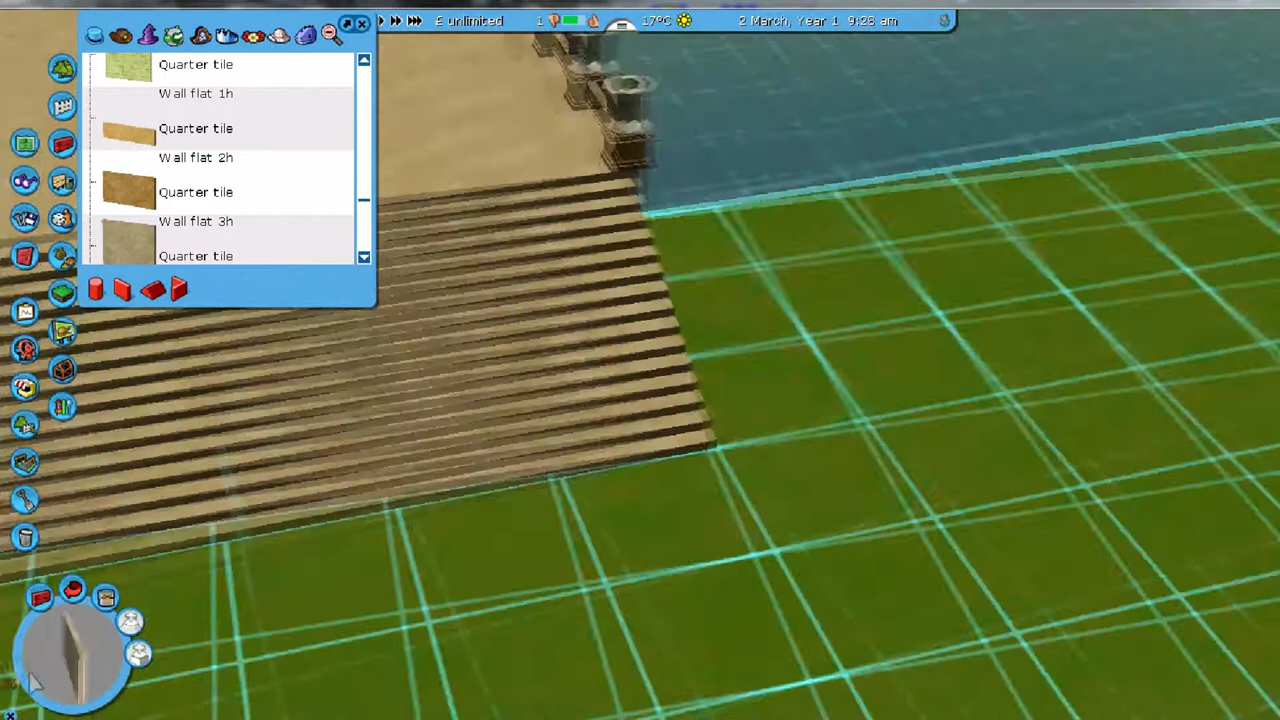 £ unlimited
1
17ºC
2 March, Year 1 9:28 am
Quarter tile
Wall flat 1h
Quarter tile
Wall flat 2h
Quarter tile
Wall flat 3h
Quarter tile